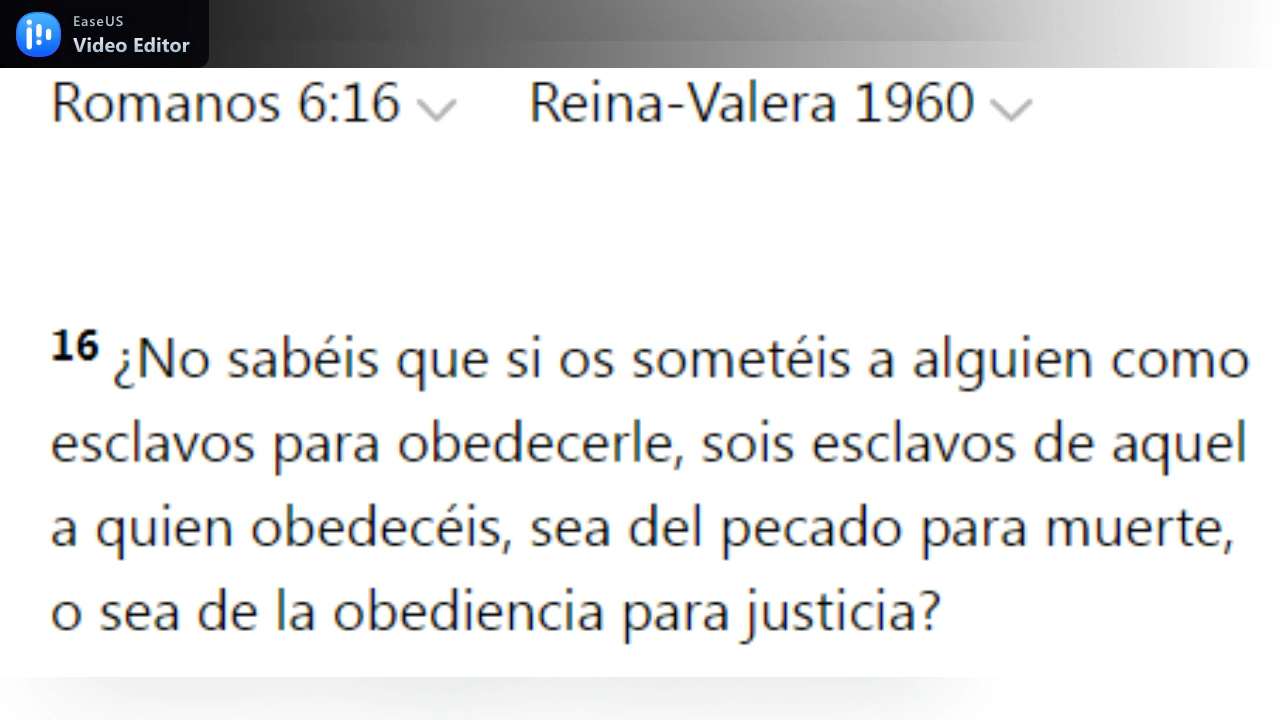 EaseUS
Video Editor
Romanos 6:16 Reina-Valera 1960
16 ¿No sabéis que si os sometéis a alguien como
esclavos para obedecerle, sois esclavos de aquel
a quien obedecéis, sea del pecado para muerte,
o sea de la obediencia para justicia?